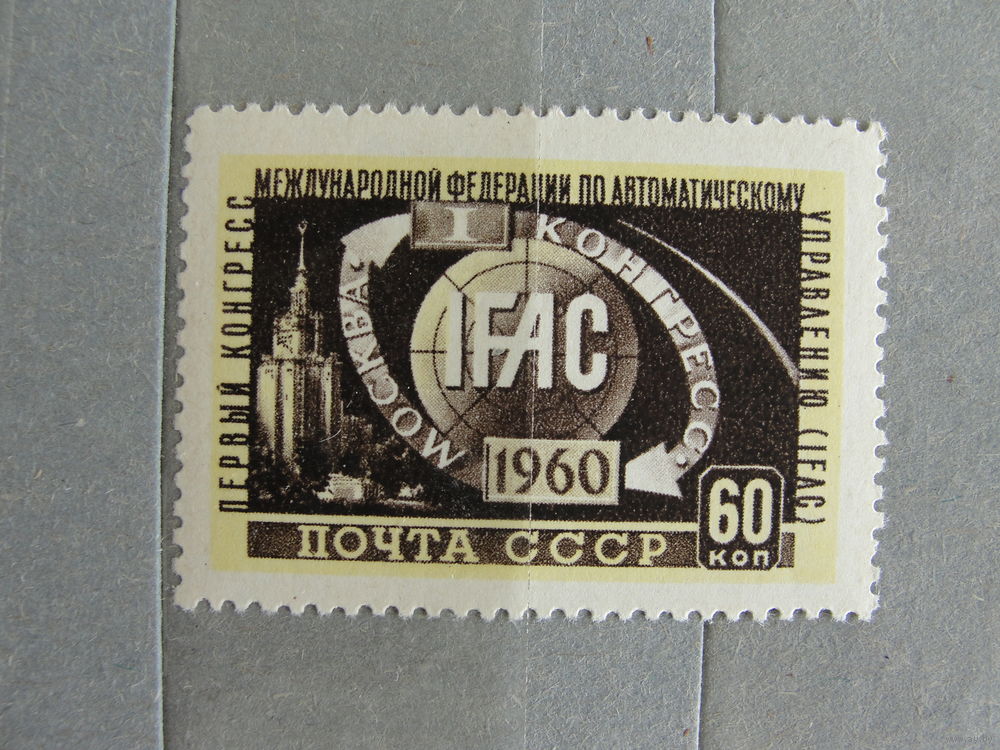 ПЕРВЫЙ КОНГРЕСС
МЕЖДУНАРОДНОЙ ФЕДЕРАЦИИ ПО АВТОМАТИЧЕСКОМУ
УПРАВЛЕНИЮ (IFAC)
I КОНГРЕСС
МОСКВА
IFAC
1960
60
КОП
ПОЧТА СССР